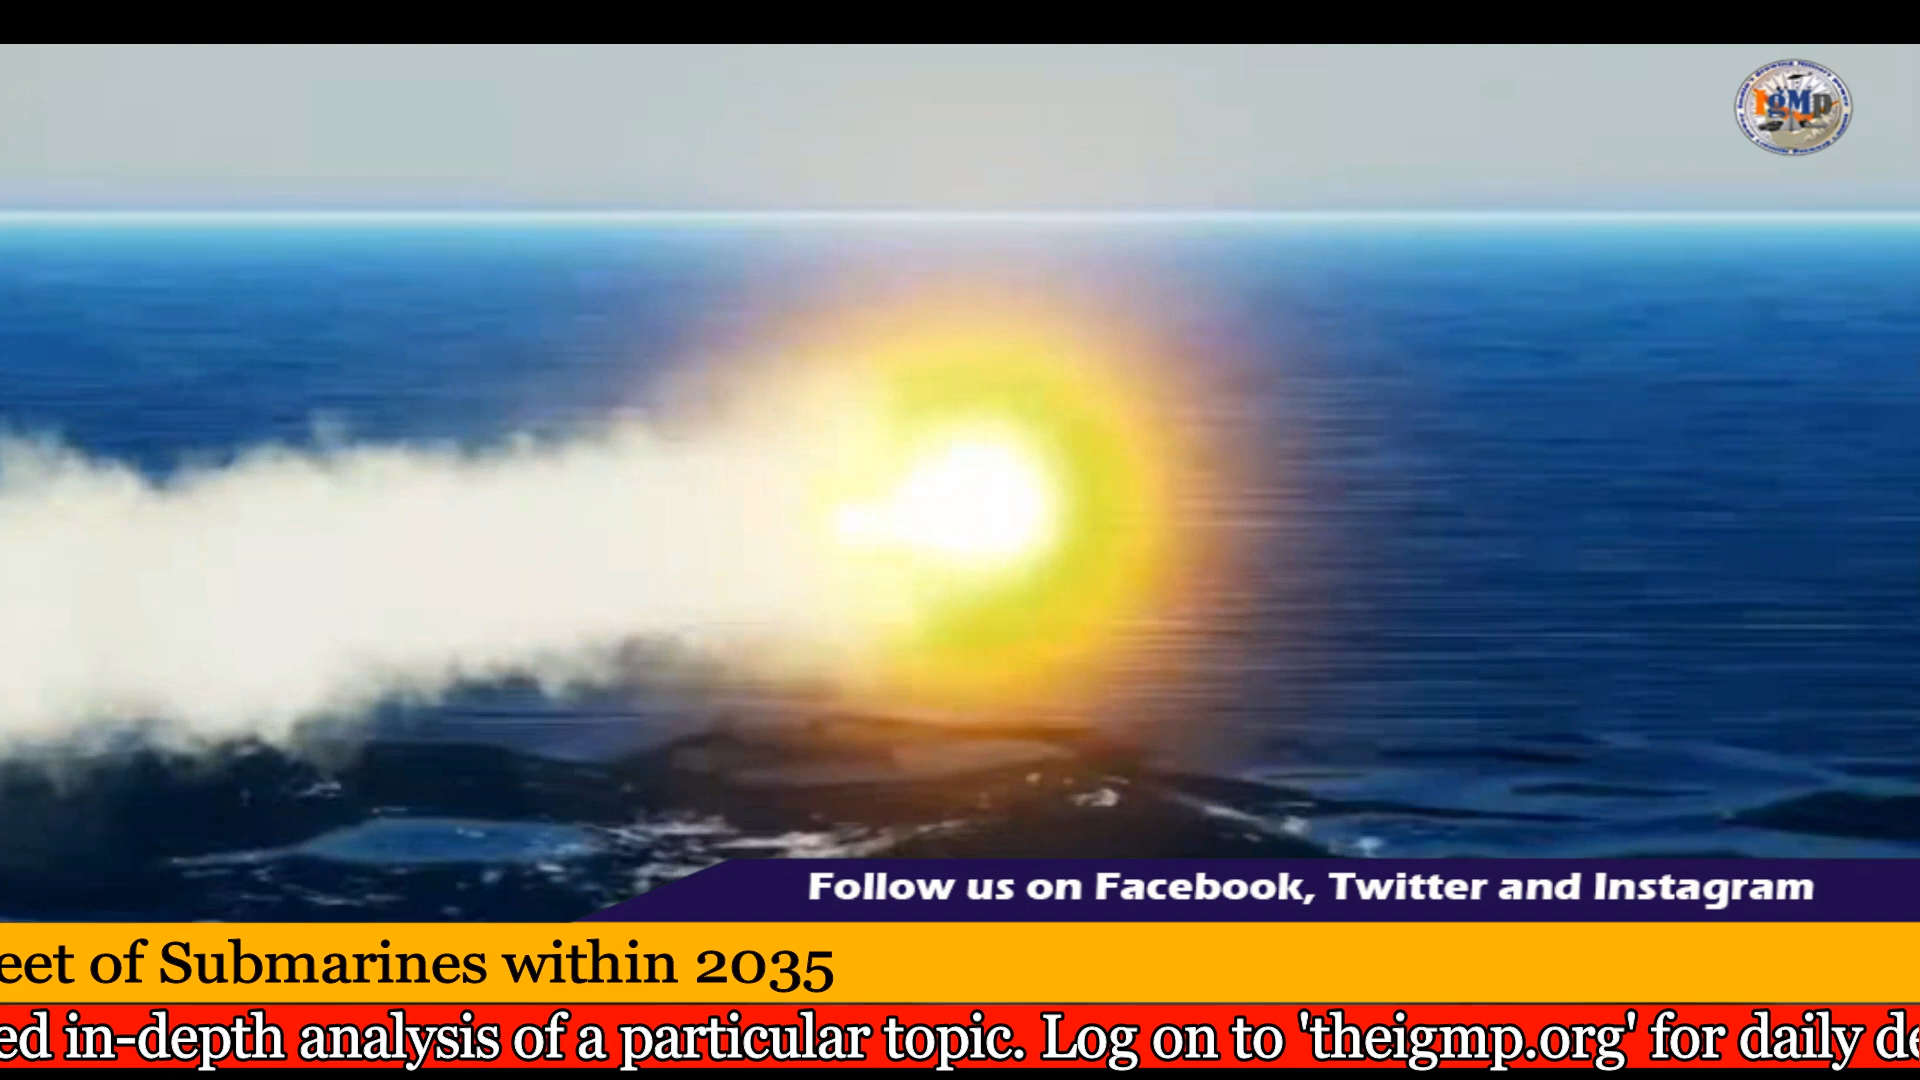 IgMp
Follow us on Facebook, Twitter and Instagram
eet of Submarines within 2035
ed in-depth analysis of a particular topic. Log on to 'theigmp.org' for daily de